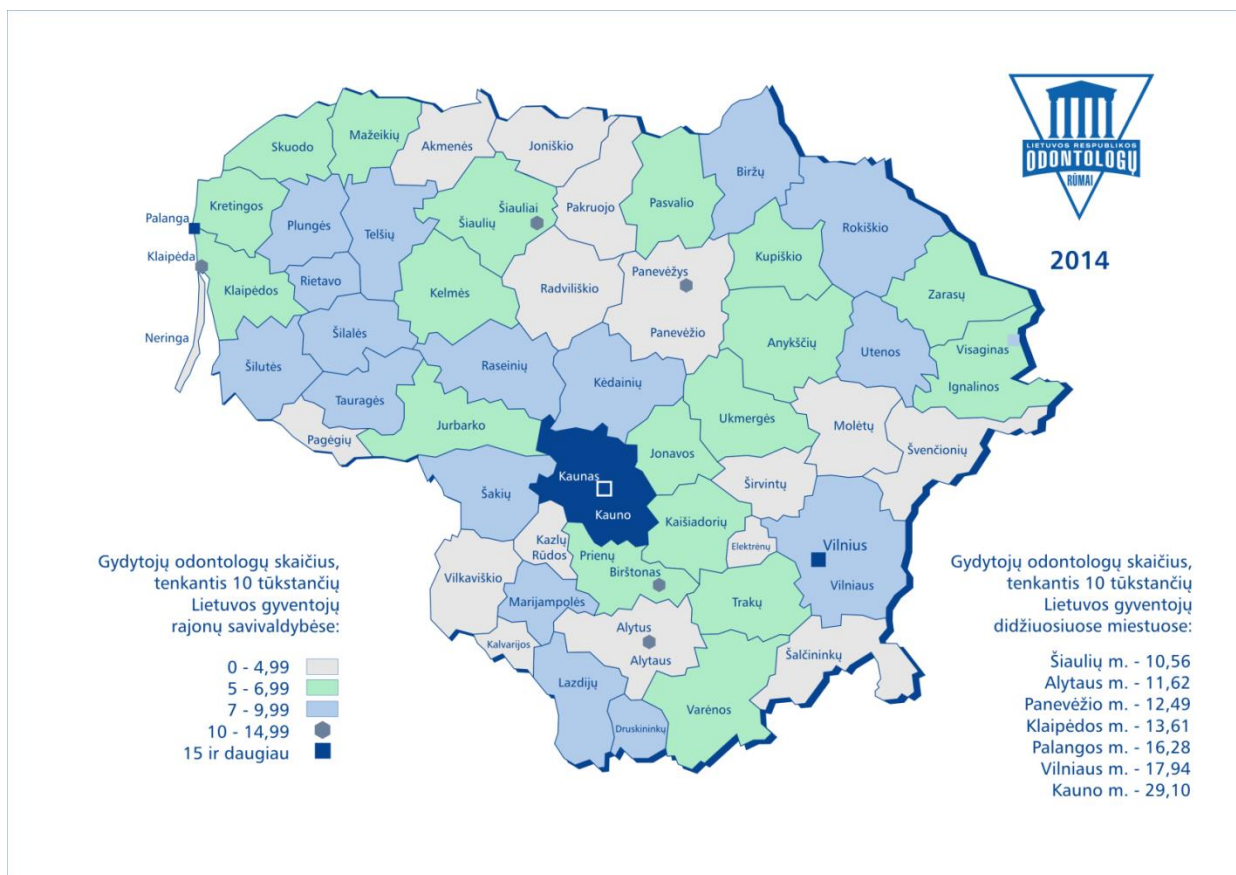 LIETUVOS RESPUBLIKOS
ODONTOLOGŲ
RŪMAI
2014
Skuodo
Mažeikių
Akmenės
Joniškio
Biržų
Kretingos
Plungės
Telšių
Šiaulių
Šiauliai
Pakruojo
Pasvalio
Rokiškio
Palanga
Klaipėda
Klaipėdos
Rietavo
Kelmės
Radviliškio
Panevėžys
Kupiškio
Zarasų
Neringa
Šilalės
Panevėžio
Anykščių
Utenos
Visaginas
Šilutės
Raseinių
Kėdainių
Ignalinos
Tauragės
Ukmergės
Molėtų
Pagėgių
Jurbarko
Jonavos
Švenčionių
Šakių
Kaunas
Kauno
Širvintų
Kaišiadorių
Kazlų
Rūdos
Prienų
Elektrėnų
Vilnius
Vilkaviškio
Birštonas
Vilniaus
Marijampolės
Trakų
Kalvarijos
Alytus
Alytaus
Šalčininkų
Lazdijų
Varėnos
Druskininkų
Gydytojų odontologų skaičius,
tenkantis 10 tūkstančių
Lietuvos gyventojų
rajonų savivaldybėse:
0 - 4,99
5 - 6,99
7 - 9,99
10 - 14,99
15 ir daugiau
Gydytojų odontologų skaičius,
tenkantis 10 tūkstančių
Lietuvos gyventojų
didžiuosiuose miestuose:
Šiaulių m. - 10,56
Alytaus m. - 11,62
Panevėžio m. - 12,49
Klaipėdos m. - 13,61
Palangos m. - 16,28
Vilniaus m. - 17,94
Kauno m. - 29,10